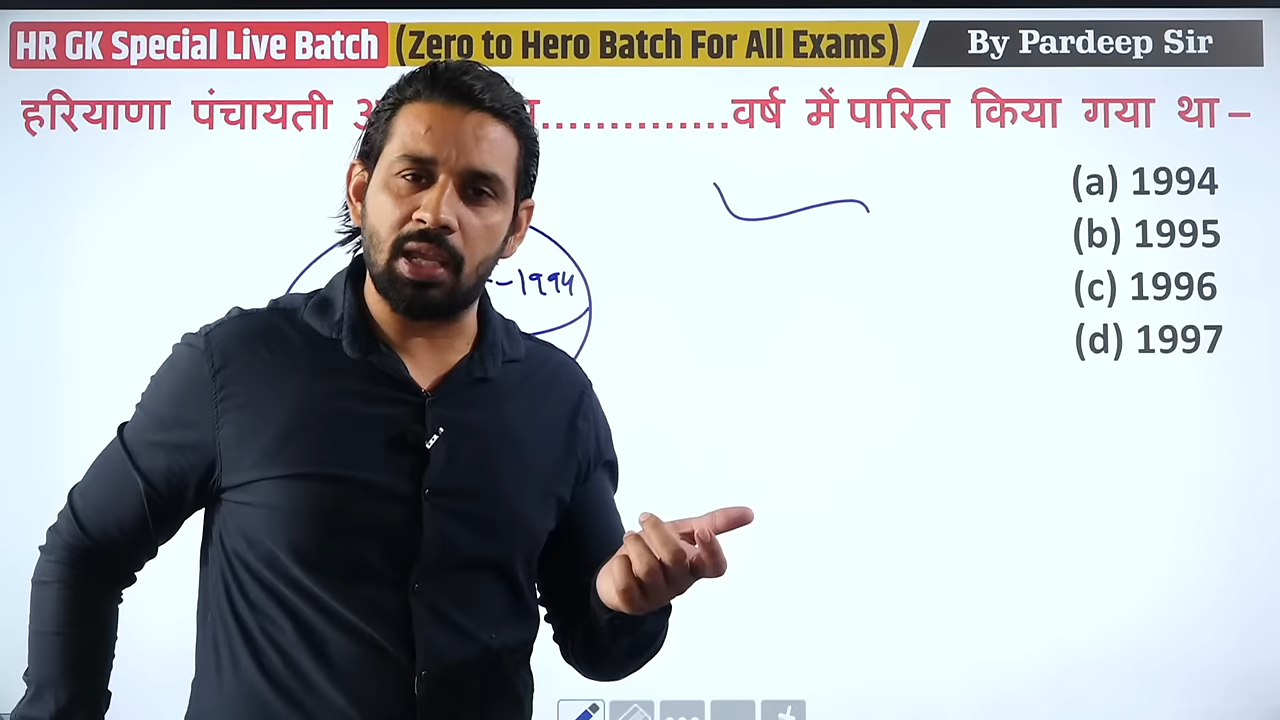 HR GK Special Live Batch (Zero to Hero Batch For All Exams) By Pardeep Sir
हरियाणा पंचायती ..............वर्ष में पारित किया गया था –
(a) 1994
(b) 1995
(c) 1996
(d) 1997
-1994